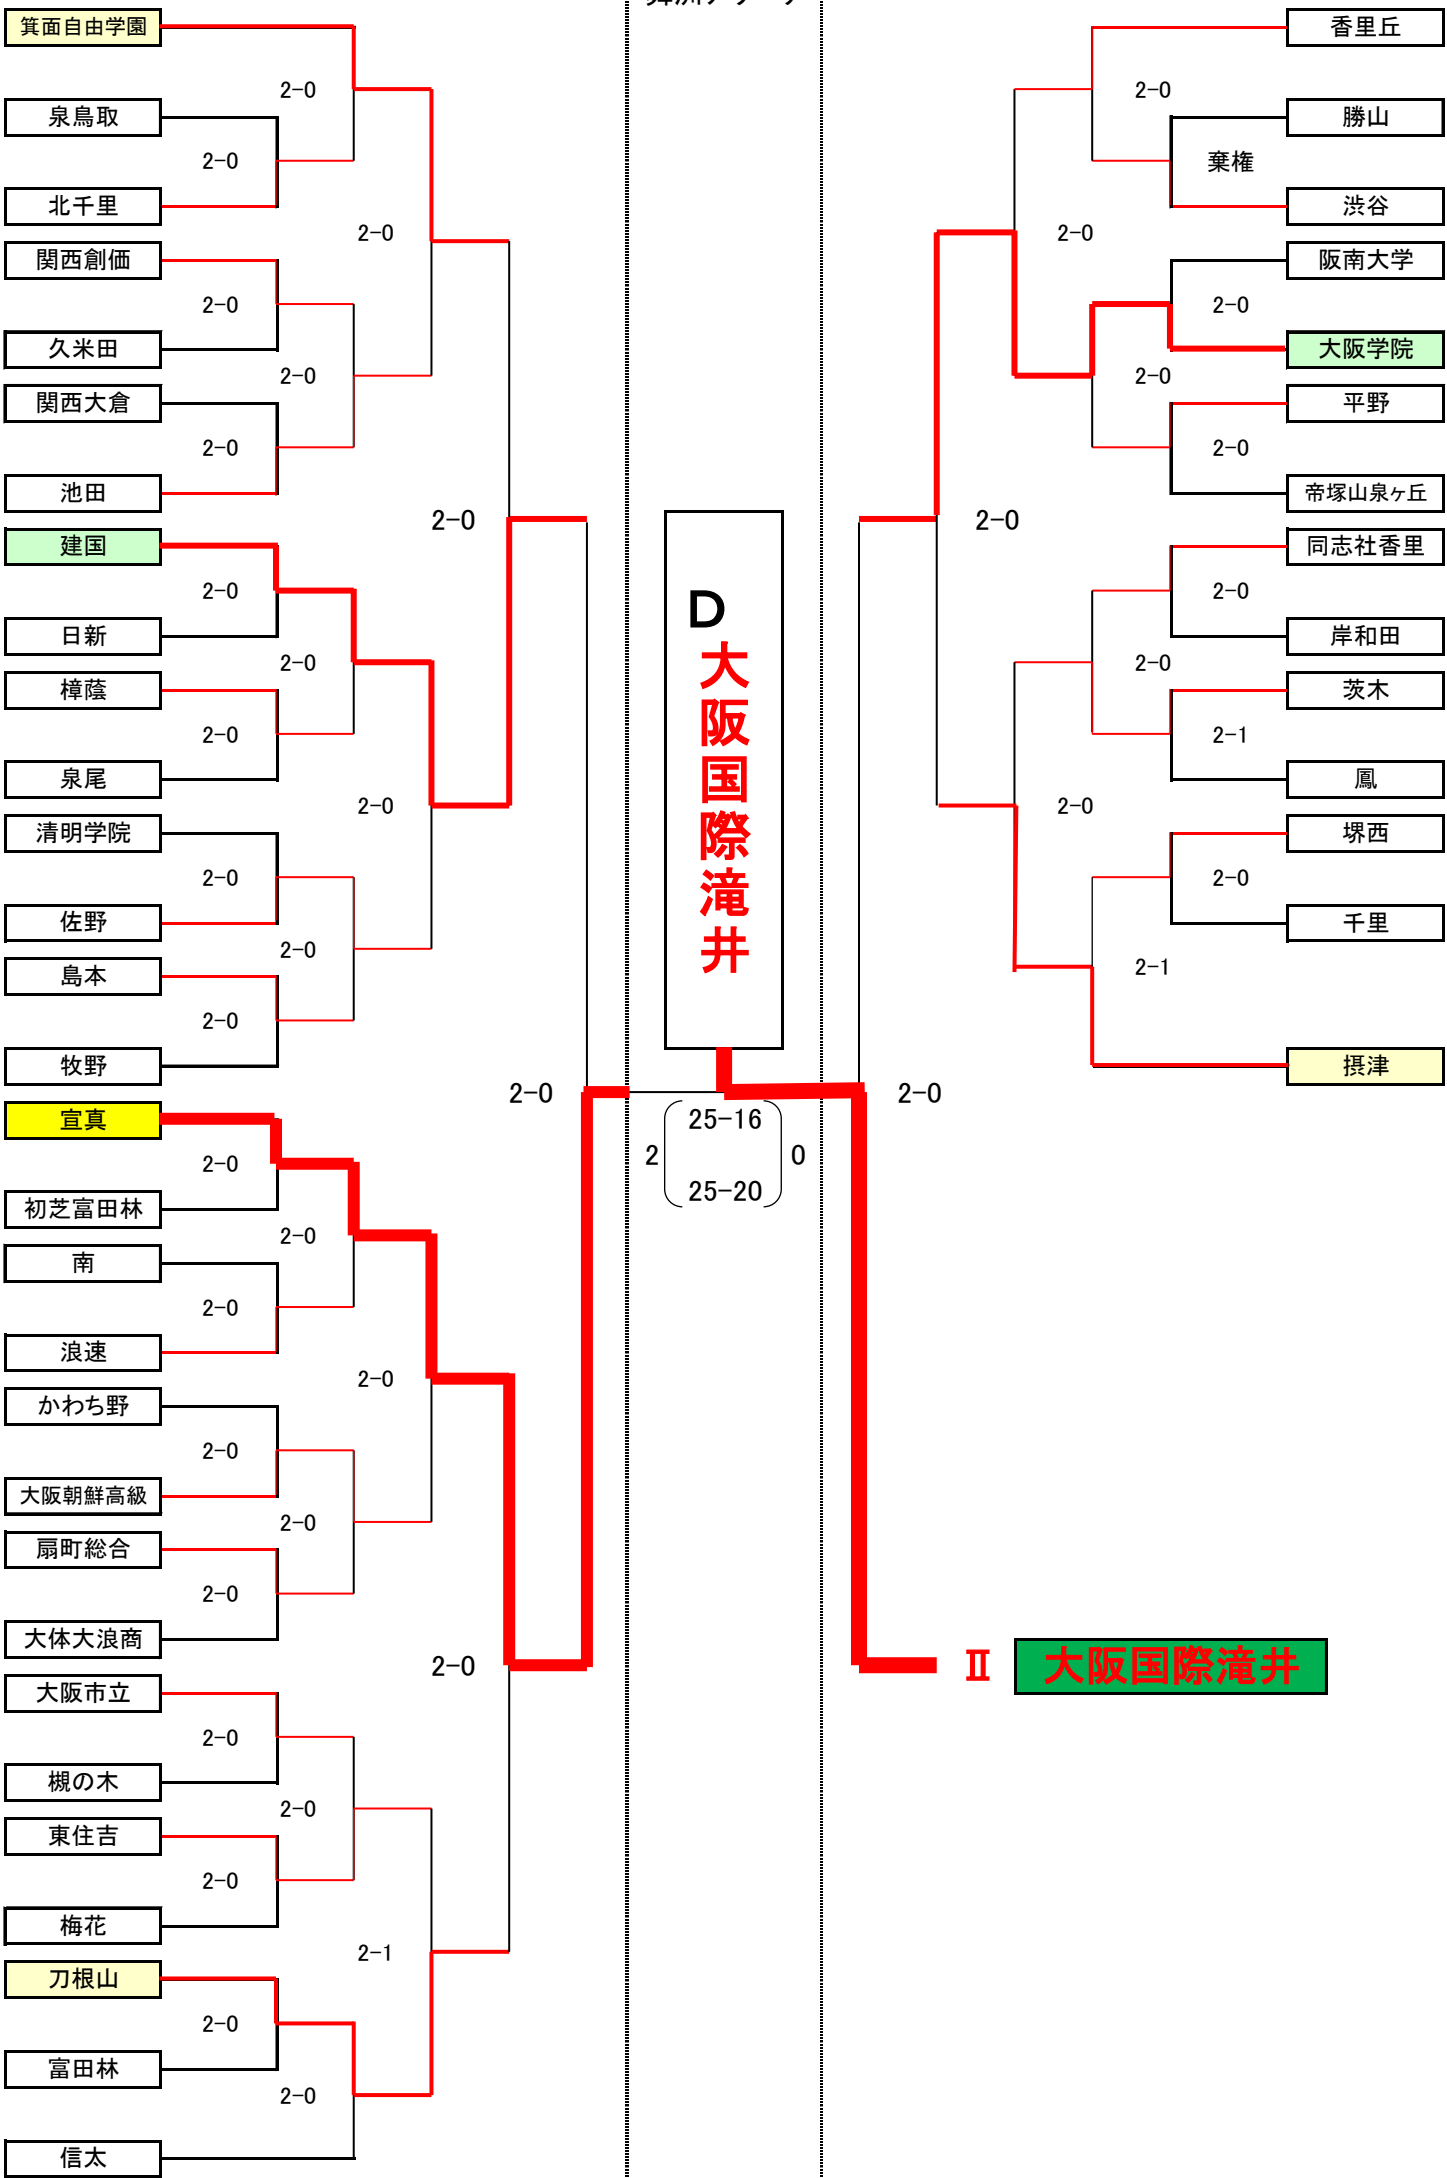 箕面自由学園
2-0
泉鳥取
2-0
北千里
2-0
関西創価
2-0
久米田
2-0
関西大倉
2-0
池田
2-0
建国
2-0
日新
2-0
樟蔭
2-0
泉尾
2-0
清明学院
2-0
佐野
2-0
島本
2-0
牧野
2-0
宣真
2-0
初芝富田林
2-0
南
2-0
浪速
2-0
かわち野
2-0
大阪朝鮮高級
2-0
扇町総合
2-0
大体大浪商
2-0
大阪市立
2-0
槻の木
2-0
東住吉
2-0
梅花
2-1
刀根山
2-0
富田林
2-0
信太
D
大阪国際滝井
25-16
2
0
25-20
香里丘
2-0
勝山
棄権
渋谷
2-0
阪南大学
2-0
大阪学院
2-0
平野
2-0
帝塚山泉ヶ丘
2-0
同志社香里
2-0
岸和田
2-0
茨木
2-1
鳳
2-0
堺西
2-0
千里
2-1
摂津
2-0
Ⅱ
大阪国際滝井